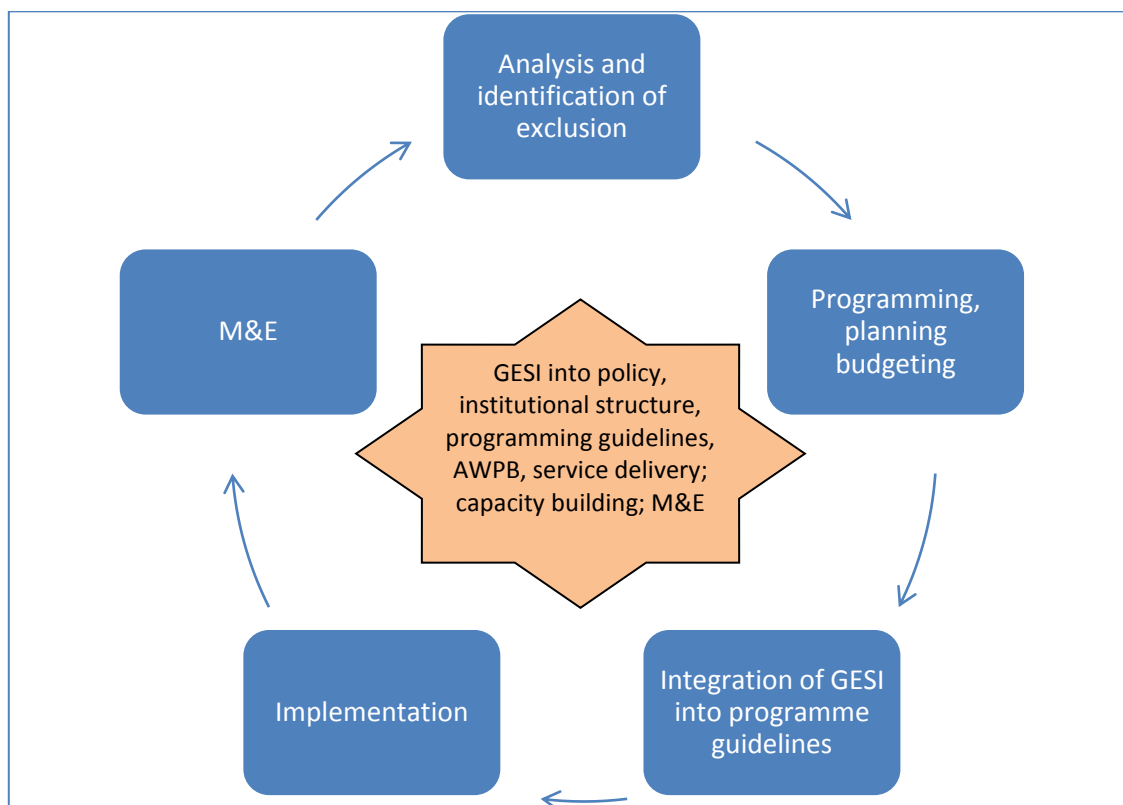 Analysis and
identification of
exclusion
Programming,
planning
budgeting
M&E
GESI into policy,
institutional structure,
programming guidelines,
AWPB, service delivery;
capacity building; M&E
Integration of GESI
into programme
guidelines
Implementation